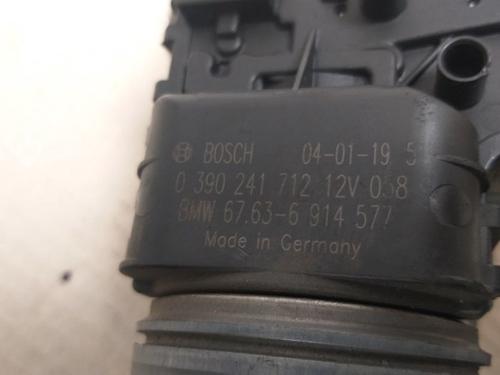 BOSCH 04-01-19 5
0 390 241 712 12V 058
BMW 67.63-6 914 577
Made in Germany